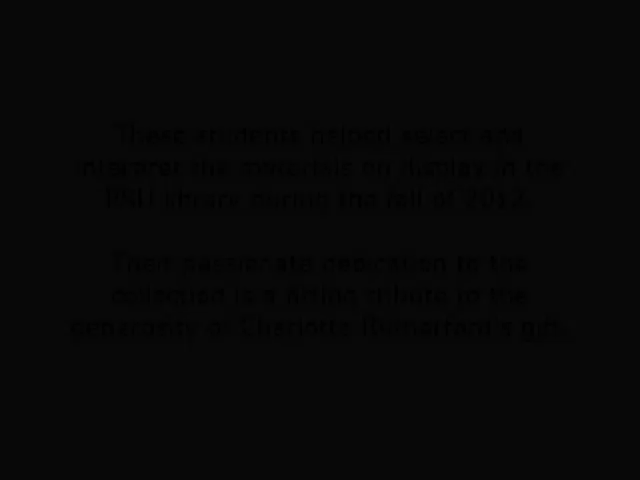 These students helped select and
interpret the materials on display in the
PSU library during the fall of 2012.
Their passionate dedication to the
collection is a fitting tribute to the
generosity of Charlotte gift.